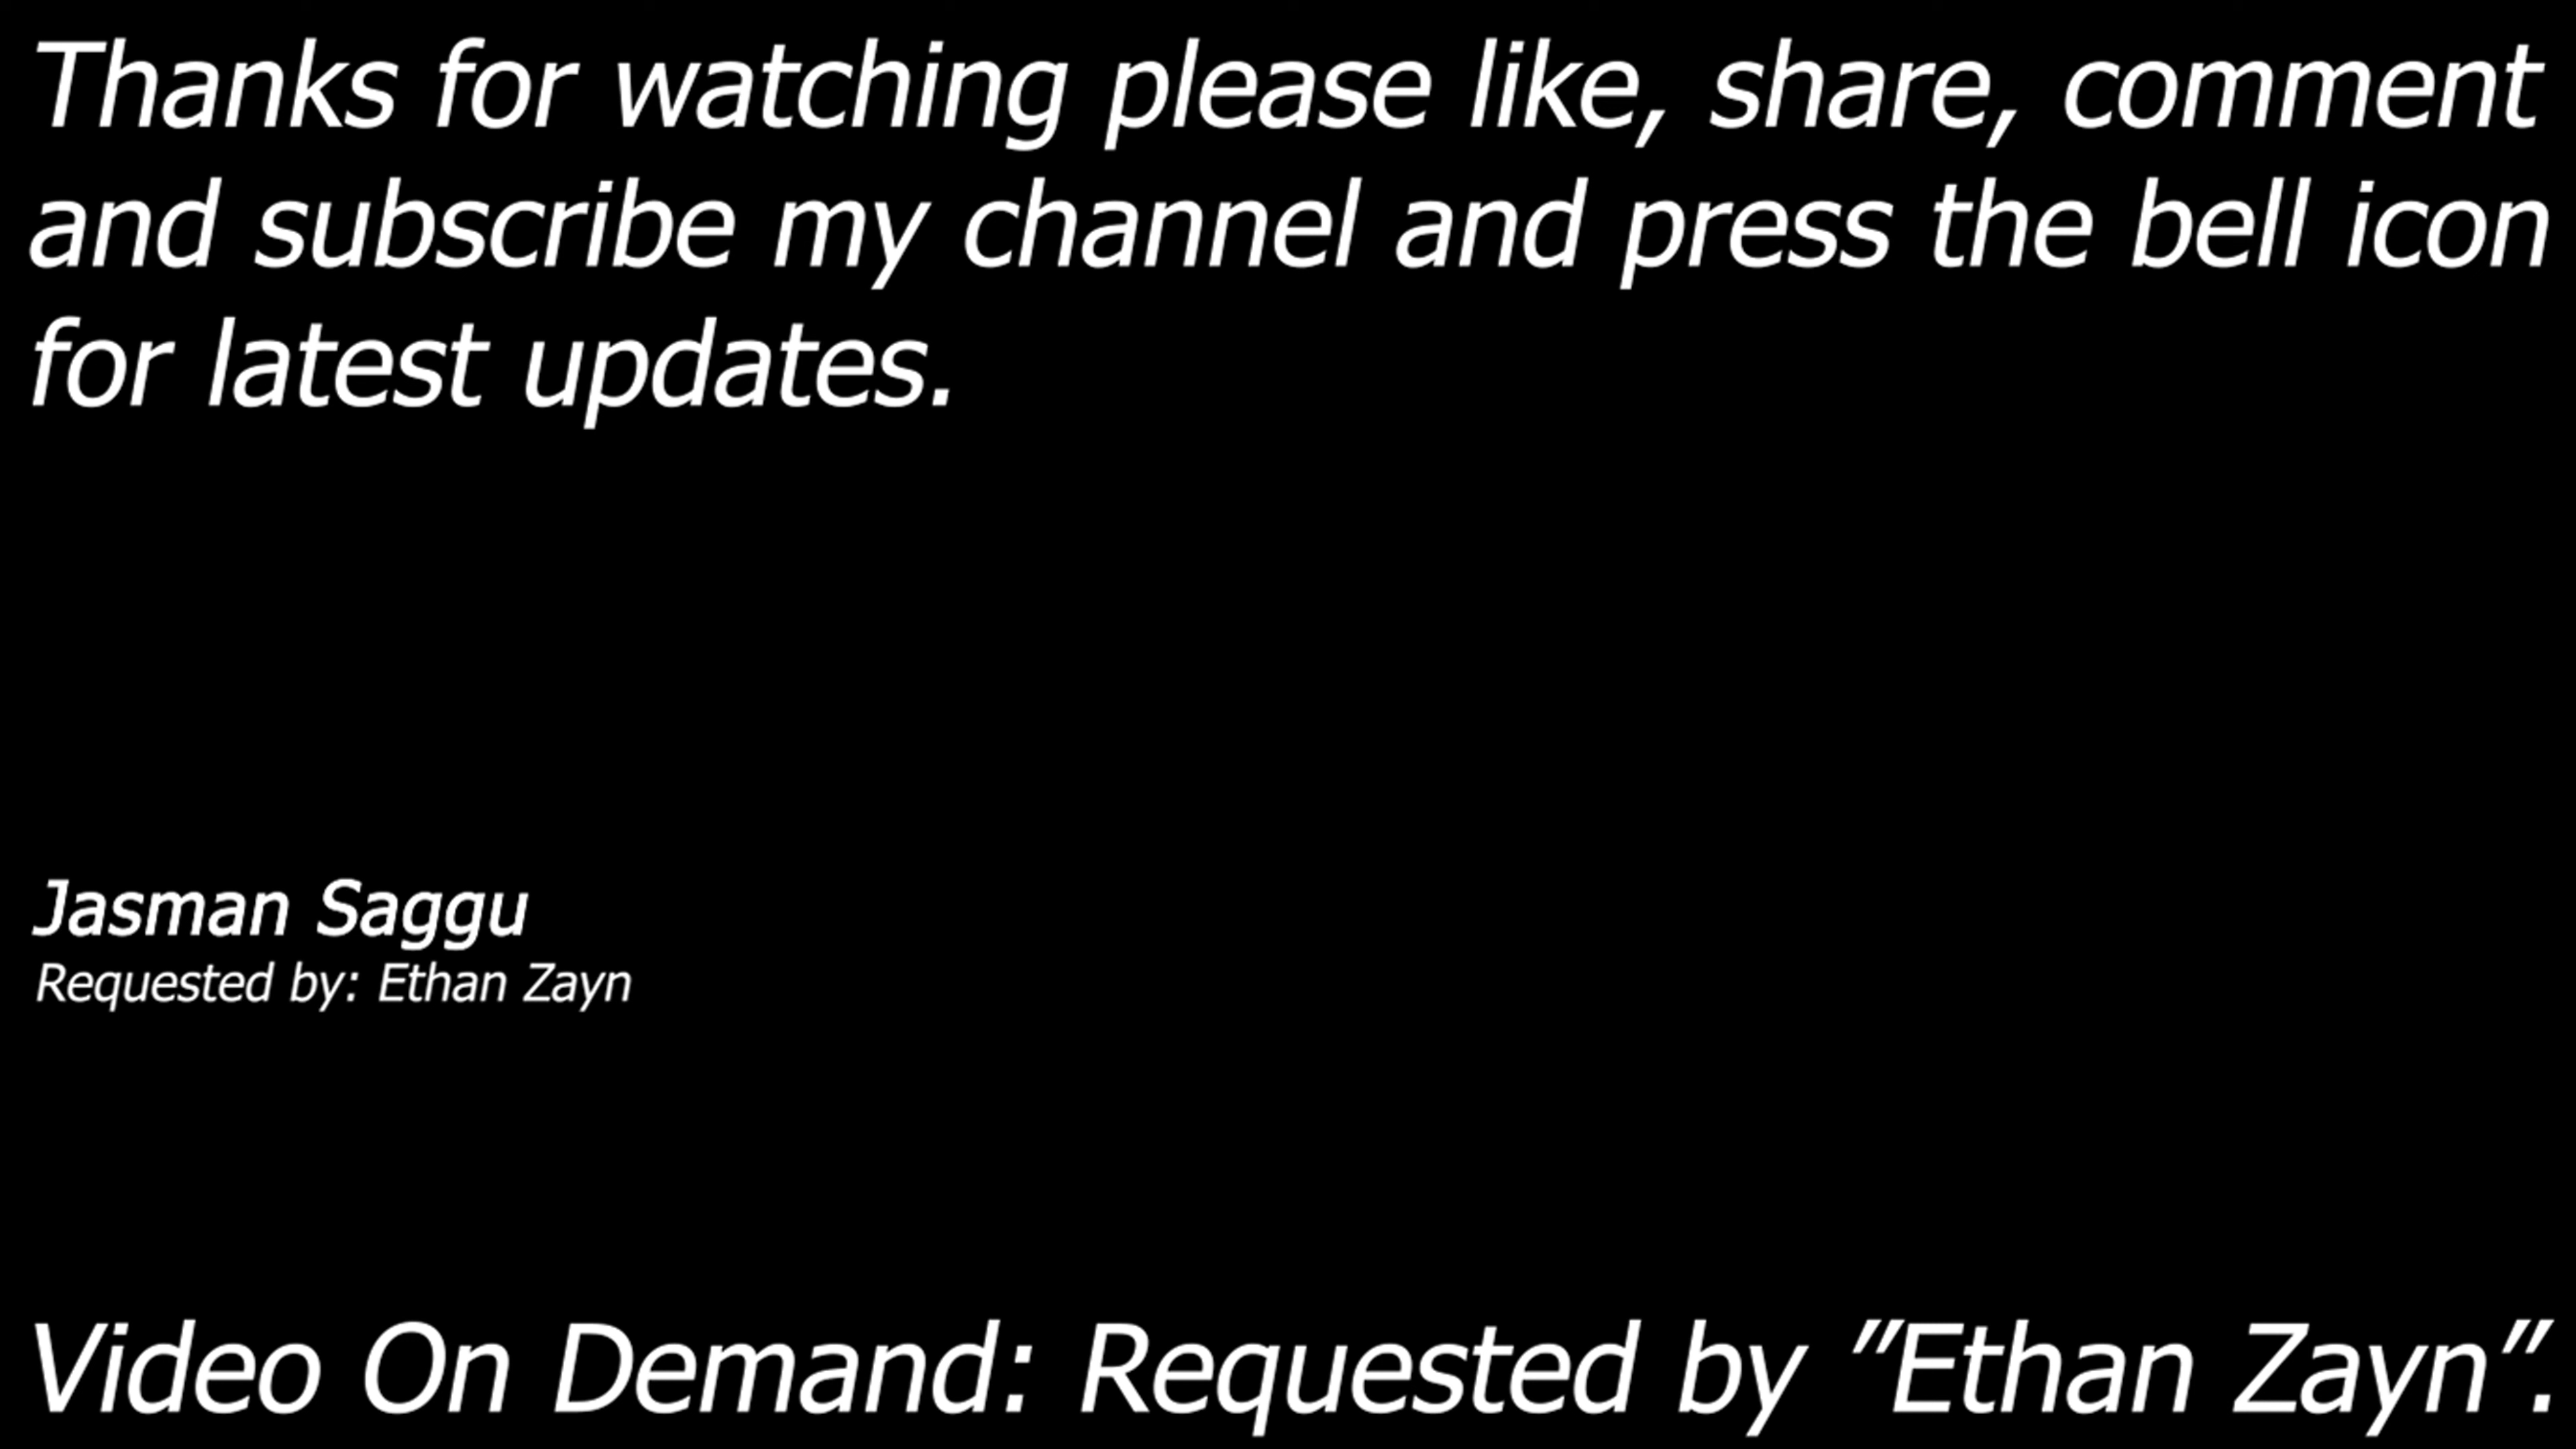 Thanks for watching please like, share, comment
and subscribe my channel and press the bell icon
for latest updates.
Jasman Saggu
Requested by: Ethan Zayn
Video On Demand: Requested by "Ethan Zayn".